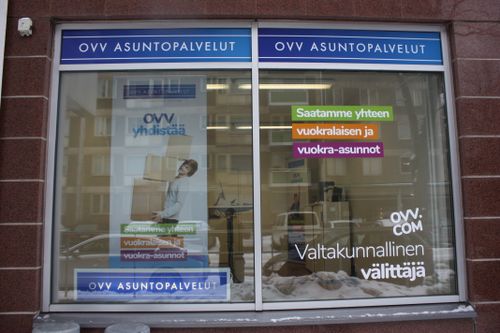 OVV ASUNTOPALVELUT
OVV ASUNTOPALVELUT
OVV
yhdistää
Saatamme yhteen
vuokralaisen ja
vuokra-asunnot
OVV ASUNTOPALVELUT
Saatamme yhteen
vuokralaisen ja
vuokra-asunnot
OVV.
COM
Valtakunnallinen
välittäjä